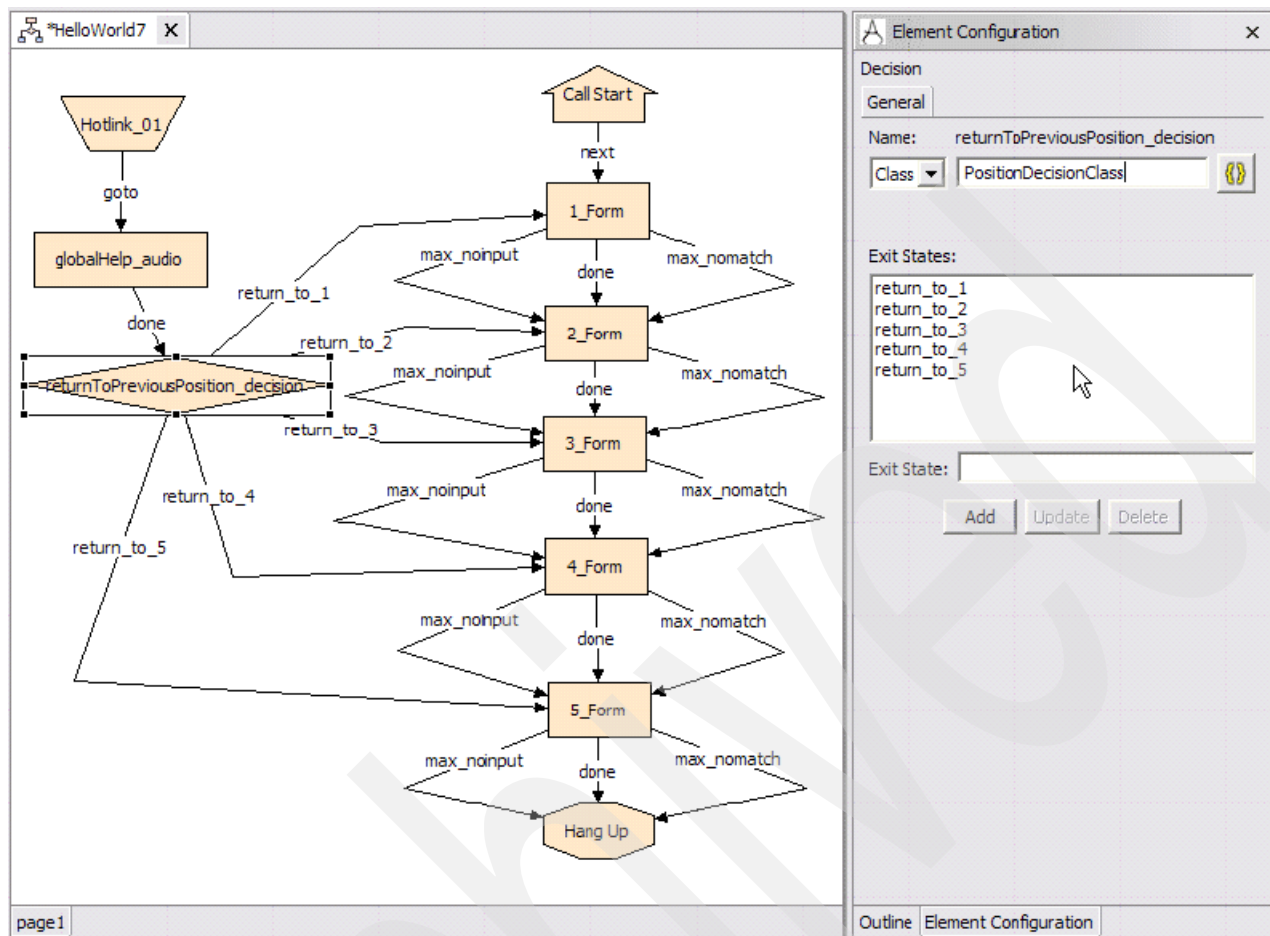 *HelloWorld7 X
Call Start
Hotlink_01
next
goto
1_Form
globalHelp_audio
max_noinput
max_nomatch
done
return_to_1
done
2_Form
return_to_2
returnToPreviousPosition_decision
max_noinput
max_nomatch
done
return_to_3
3_Form
max_noinput
max_nomatch
return_to_4
done
return_to_5
4_Form
max_noinput
max_nomatch
done
5_Form
max_noinput
max_nomatch
done
Hang Up
page1
Element Configuration
Decision
General
Name: returnToPreviousPosition_decision
Class PositionDecisionClass {}
Exit States:
return_to_1
return_to_2
return_to_3
return_to_4
return_to_5
Exit State:
Add Update Delete
Outline Element Configuration